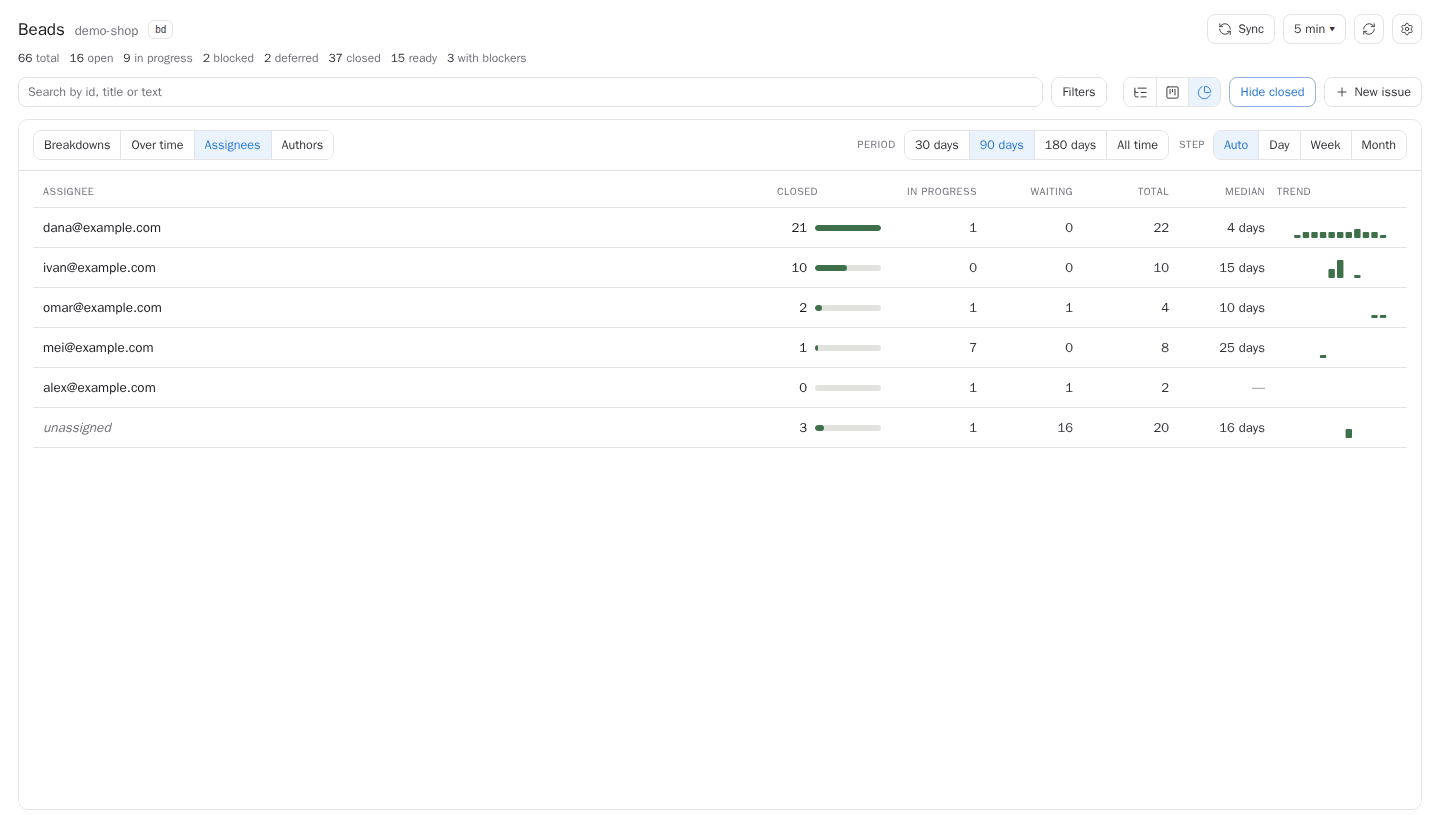 Beads demo-shop bd Sync 5 min ▾
66 total 16 open 9 in progress 2 blocked 2 deferred 37 closed 15 ready 3 with blockers
Search by id, title or text Filters Hide closed New issue
Breakdowns Over time Assignees Authors PERIOD 30 days 90 days 180 days All time STEP Auto Day Week Month
ASSIGNEE CLOSED IN PROGRESS WAITING TOTAL MEDIAN TREND
dana@example.com 21 1 0 22 4 days
ivan@example.com 10 0 0 10 15 days
omar@example.com 2 1 1 4 10 days
mei@example.com 1 7 0 8 25 days
alex@example.com 0 1 1 2 —
unassigned 3 1 16 20 16 days